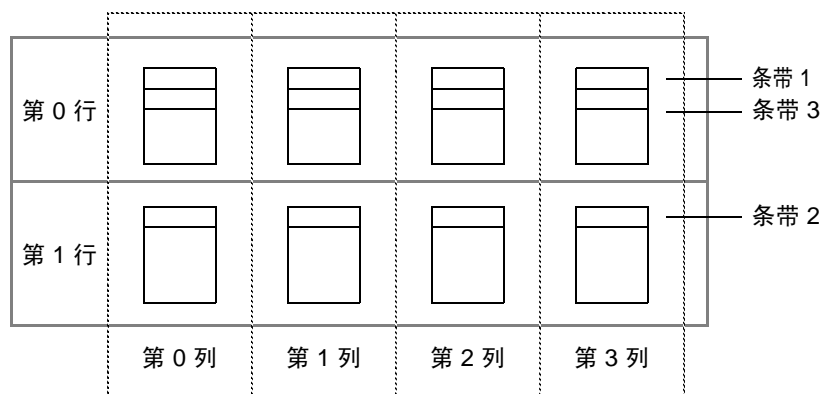 条带 1
第 0 行
条带 3
条带 2
第 1 行
第 0 列
第 1 列
第 2 列
第 3 列